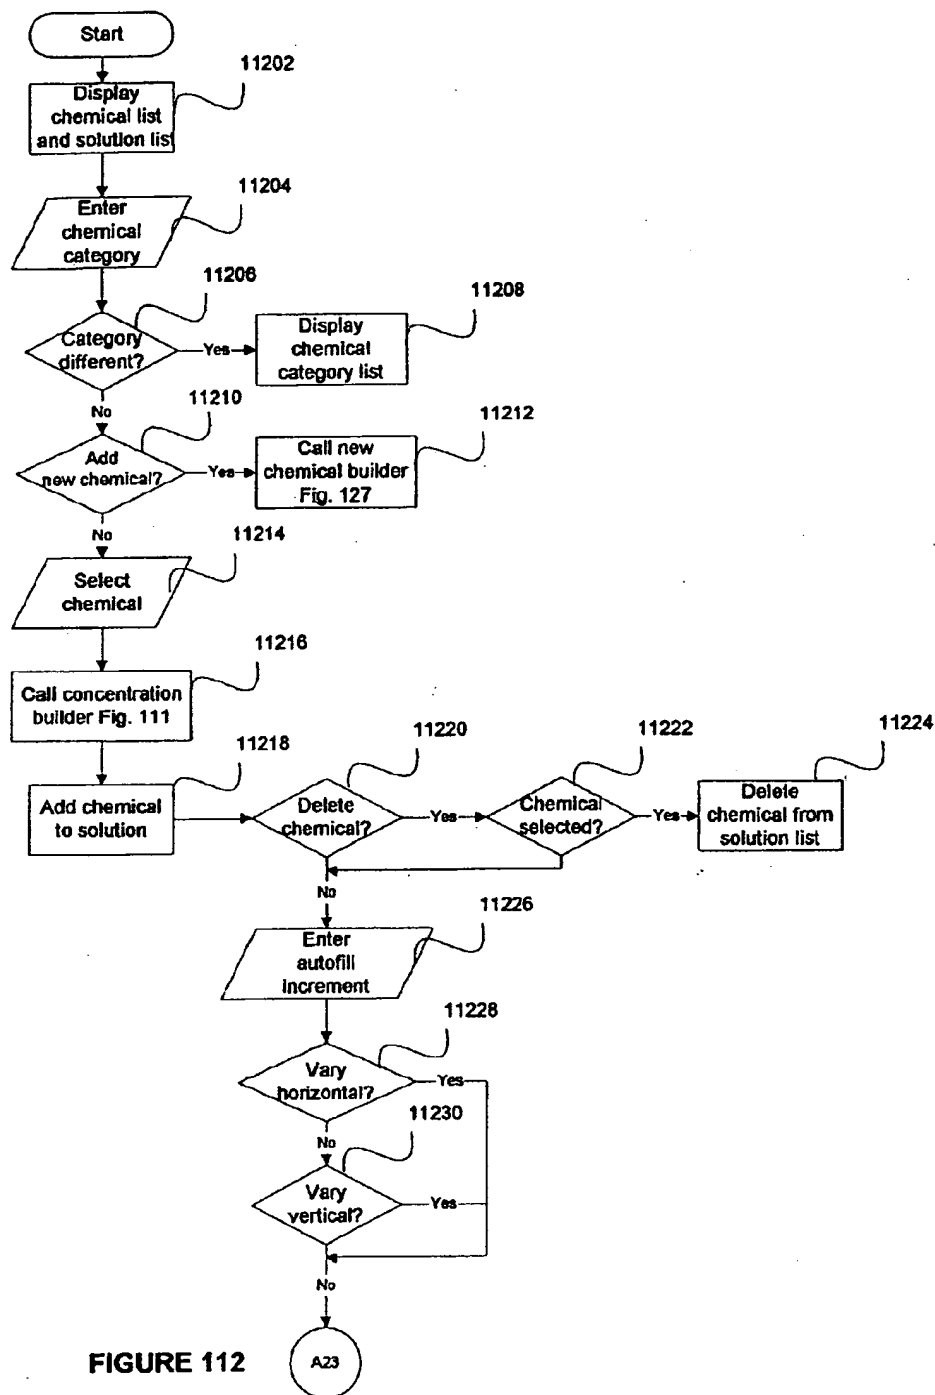 Start
11202
Display
chemical list
and solution list
11204
Enter
chemical
category
11206
Category
different?
Yes
11208
Display
chemical
category list
No
11210
Add
new chemical?
Yes
11212
Call new
chemical builder
Fig. 127
No
11214
Select
chemical
11216
Call concentration
builder Fig. 111
11218
Add chemical
to solution
11220
Delete
chemical?
Yes
11222
Chemical
selected?
Yes
11224
Delete
chemical from
solution list
No
11226
Enter
autofill
increment
11228
Vary
horizontal?
Yes
No
11230
Vary
vertical?
Yes
No
A23
FIGURE 112